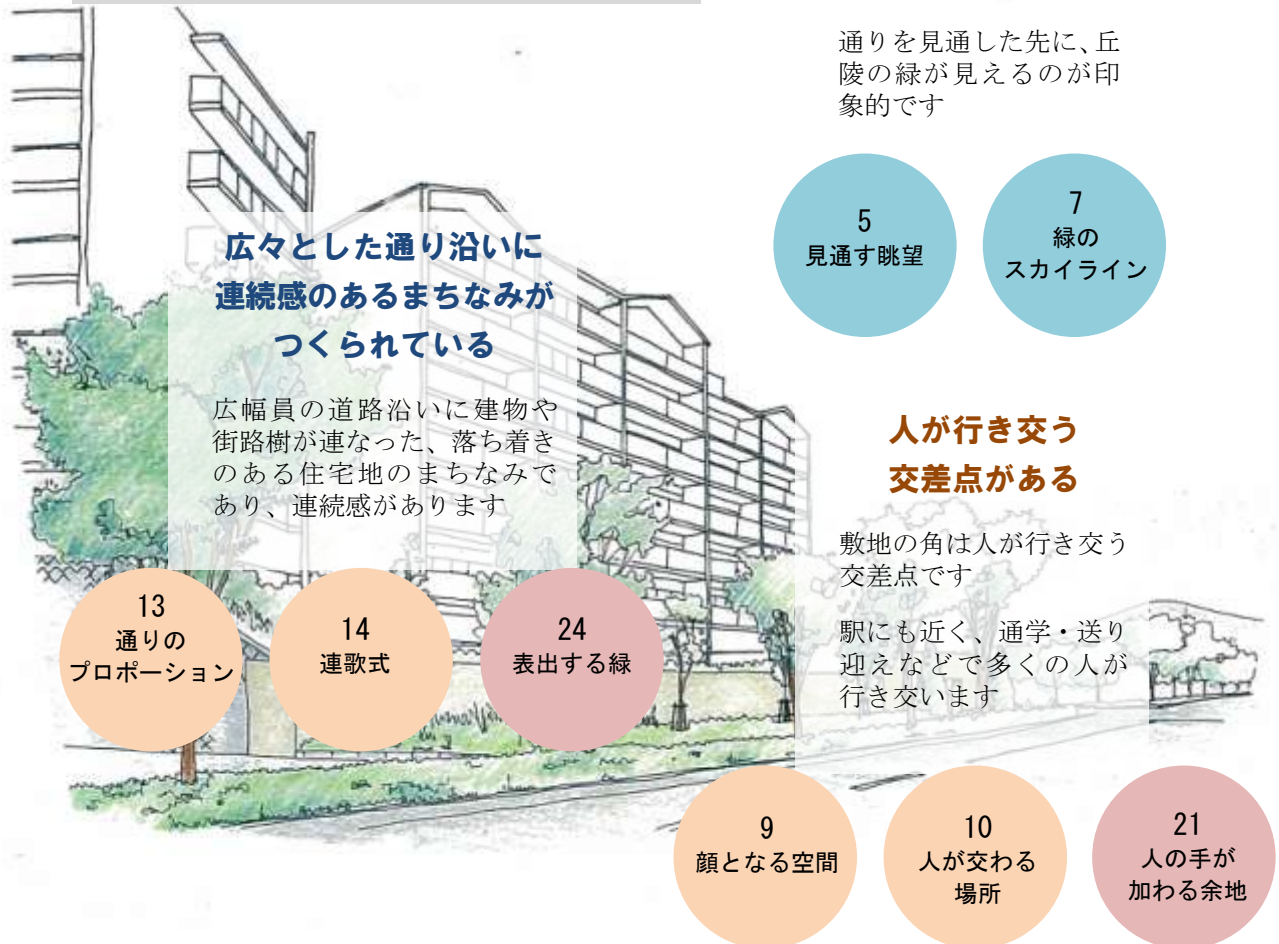 通りを見通した先に、丘
陵の緑が見えるのが印
象的です
5
見通す眺望
7
緑の
スカイライン
広々とした通り沿いに
連続感のあるまちなみが
つくられている
広幅員の道路沿いに建物や
街路樹が連なった、落ち着き
のある住宅地のまちなみで
あり、連続感があります
13
通りの
プロポーション
14
連歌式
24
表出する緑
人が行き交う
交差点がある
敷地の角は人が行き交う
交差点です
駅にも近く、通学・送り
迎えなどで多くの人が
行き交います
9
顔となる空間
10
人が交わる
場所
21
人の手が
加わる余地